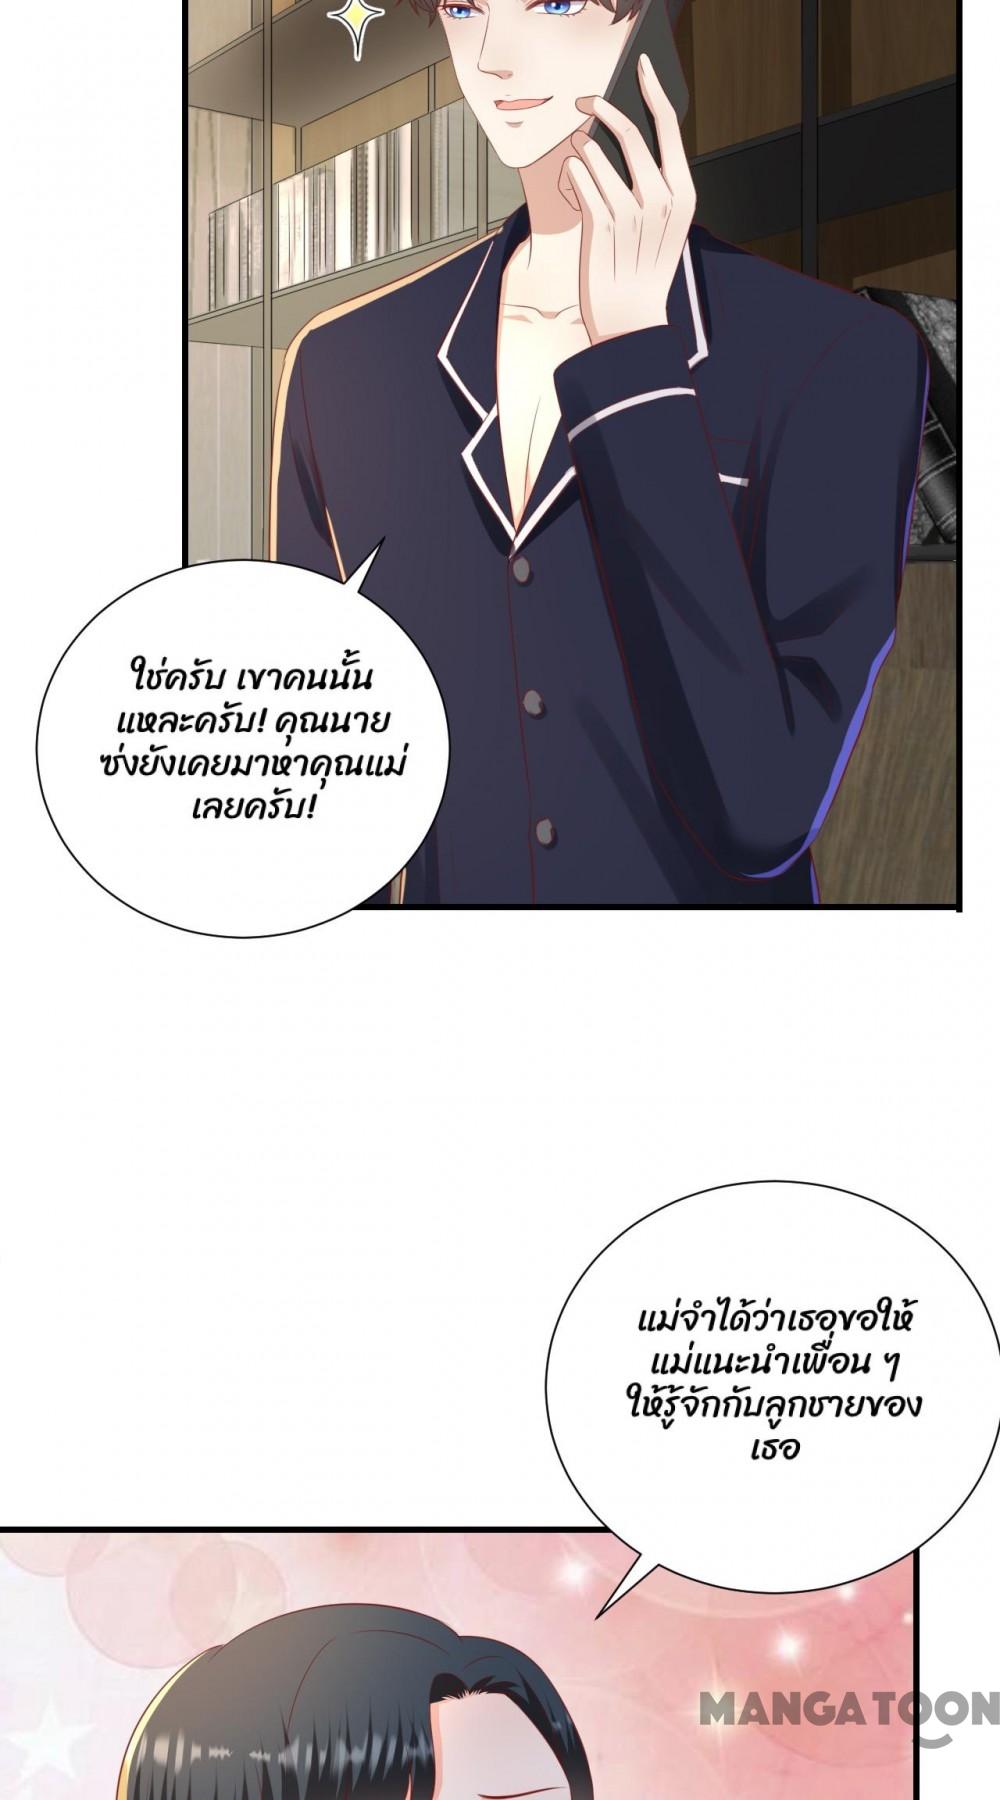 ใช่ครับ เขาคนนั้น
แหละครับ! คุณนาย
ซ่งยังเคยมาหาคุณแม่
เลยครับ!
แม่จำได้ว่าเธอขอให้
แม่แนะนำเพื่อน ๆ
ให้รู้จักกับลูกชายของ
เธอ
MANGATOON